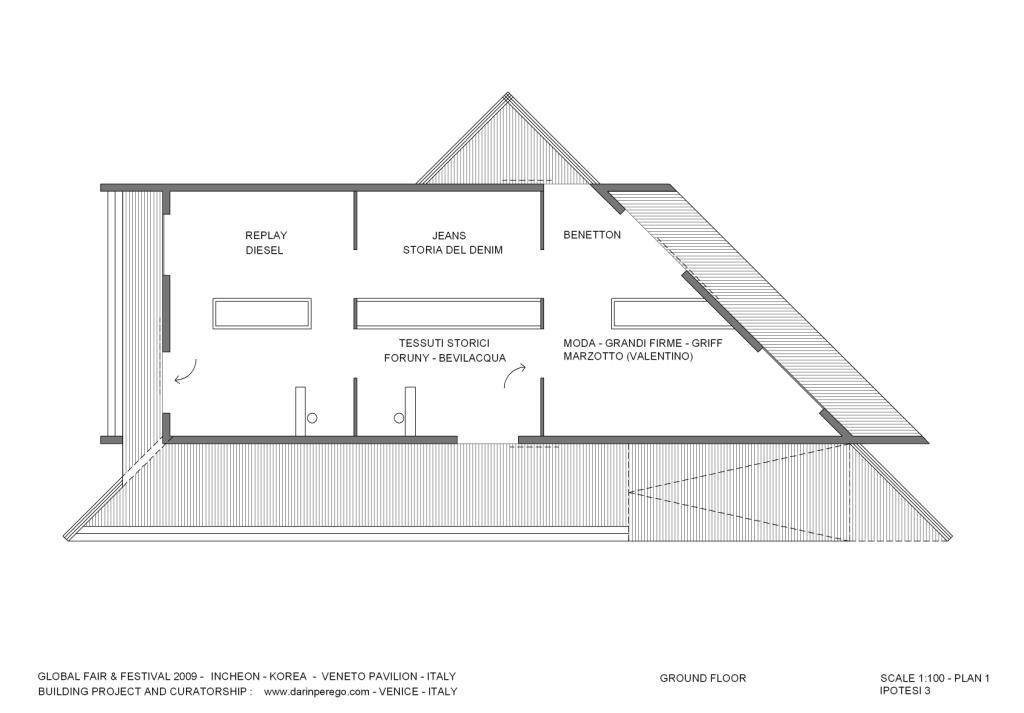 REPLAY
DIESEL
JEANS
STORIA DEL DENIM
BENETTON
TESSUTI STORICI
FORUNY - BEVILACQUA
MODA - GRANDI FIRME - GRIFF
MARZOTTO (VALENTINO)
GLOBAL FAIR & FESTIVAL 2009 - INCHEON - KOREA - VENETO PAVILION - ITALY
BUILDING PROJECT AND CURATORSHIP : www.darinperego.com - VENICE - ITALY
GROUND FLOOR
SCALE 1:100 - PLAN 1
IPOTESI 3